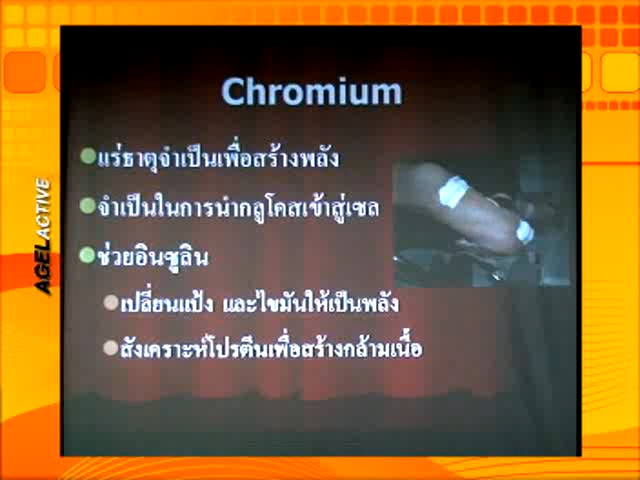 Chromium
แร่ธาตุจำเป็นเพื่อสร้างพลัง
จำเป็นในการนำกลูโคสเข้าสู่เซล
ช่วยอินซูลิน
เปลี่ยนแป้ง และไขมันให้เป็นพลัง
สังเคราะห์โปรตีนเพื่อสร้างกล้ามเนื้อ
AGELACTIVE